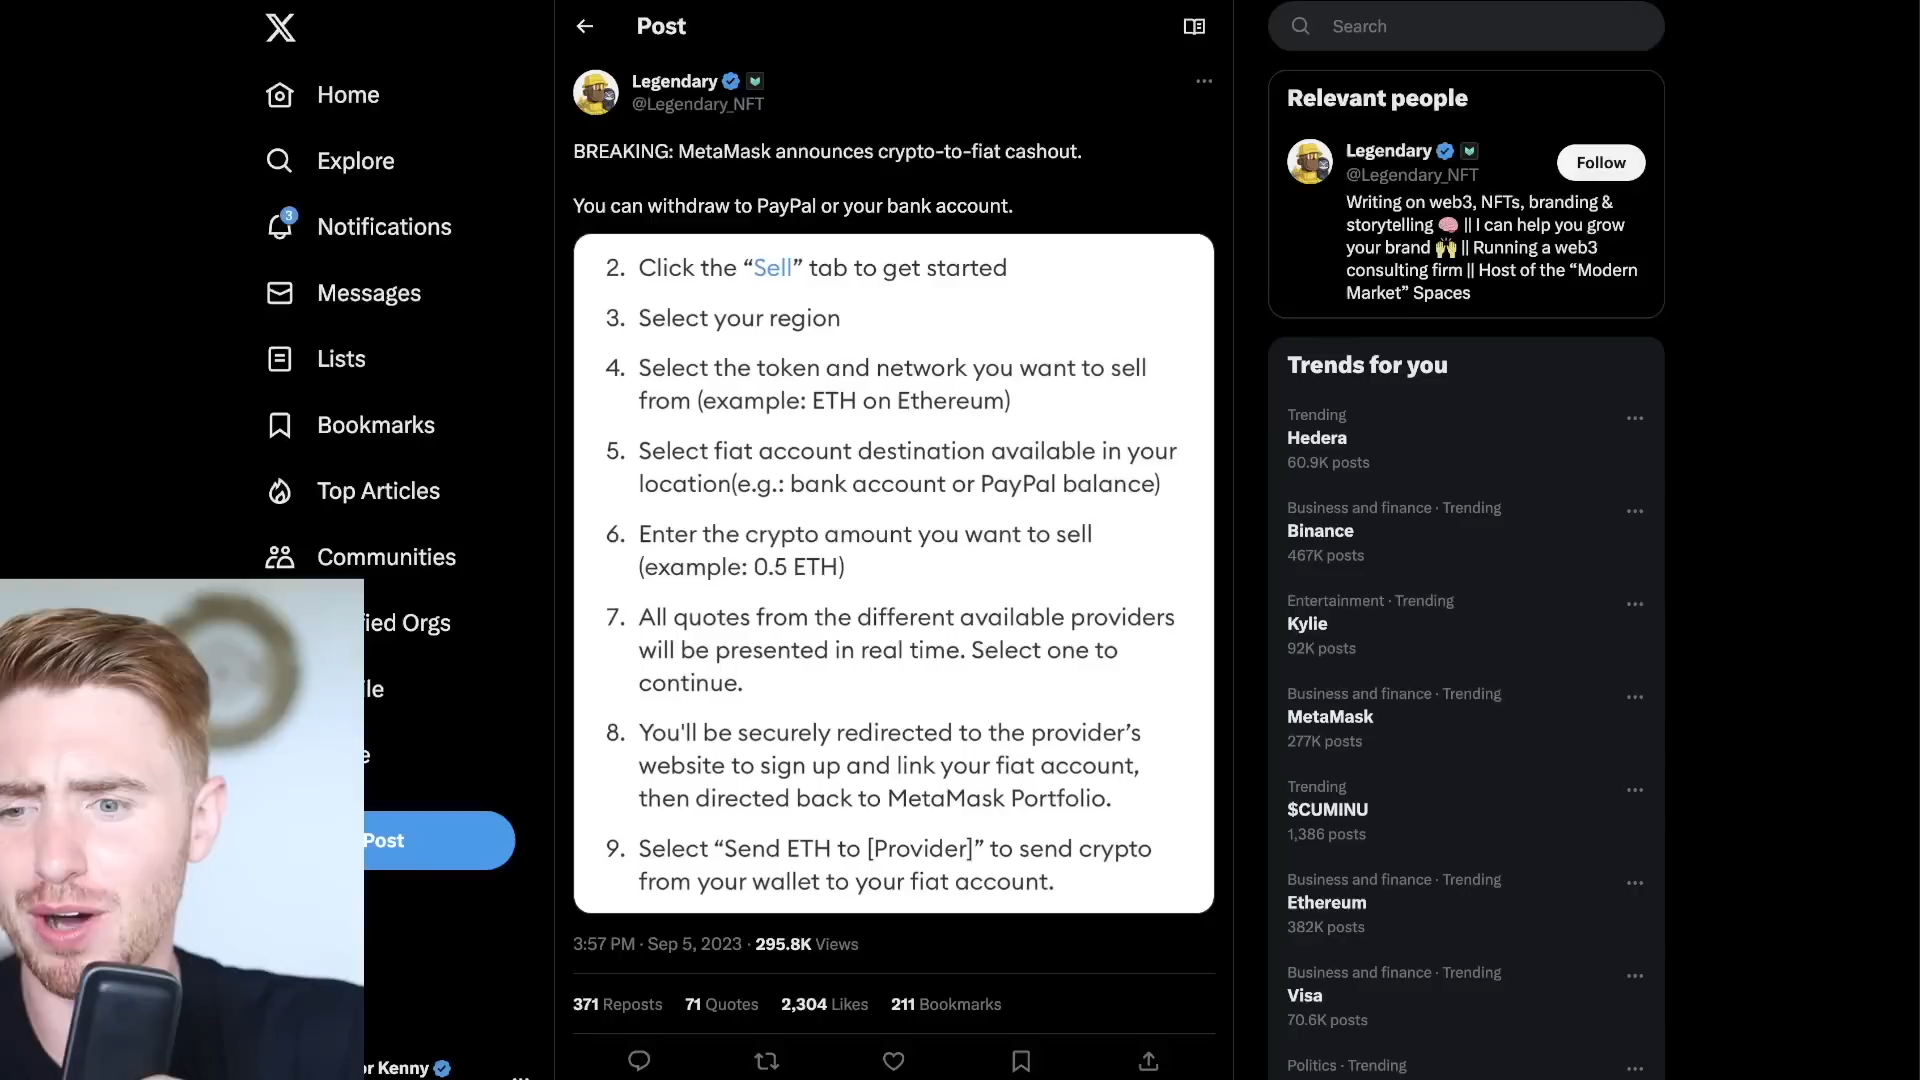 Home
Explore
3
Notifications
Messages
Lists
Bookmarks
Top Articles
Communities
fied Orgs
Post
or Kenny
Post
Legendary
@Legendary_NFT
BREAKING: MetaMask announces crypto-to-fiat cashout.
You can withdraw to PayPal or your bank account.
2. Click the “Sell” tab to get started
3. Select your region
4. Select the token and network you want to sell
from (example: ETH on Ethereum)
5. Select fiat account destination available in your
location(e.g.: bank account or PayPal balance)
6. Enter the crypto amount you want to sell
(example: 0.5 ETH)
7. All quotes from the different available providers
will be presented in real time. Select one to
continue.
8. You'll be securely redirected to the provider’s
website to sign up and link your fiat account,
then directed back to MetaMask Portfolio.
9. Select “Send ETH to [Provider]” to send crypto
from your wallet to your fiat account.
3:57 PM · Sep 5, 2023 · 295.8K Views
371 Reposts 71 Quotes 2,304 Likes 211 Bookmarks
Search
Relevant people
Legendary
@Legendary_NFT
Follow
Writing on web3, NFTs, branding &
storytelling 🧠 || I can help you grow
your brand 🙌 || Running a web3
consulting firm || Host of the “Modern
Market” Spaces
Trends for you
Trending
Hedera
60.9K posts
Business and finance · Trending
Binance
467K posts
Entertainment · Trending
Kylie
92K posts
Business and finance · Trending
MetaMask
277K posts
Trending
$CUMINU
1,386 posts
Business and finance · Trending
Ethereum
382K posts
Business and finance · Trending
Visa
70.6K posts
Politics · Trending